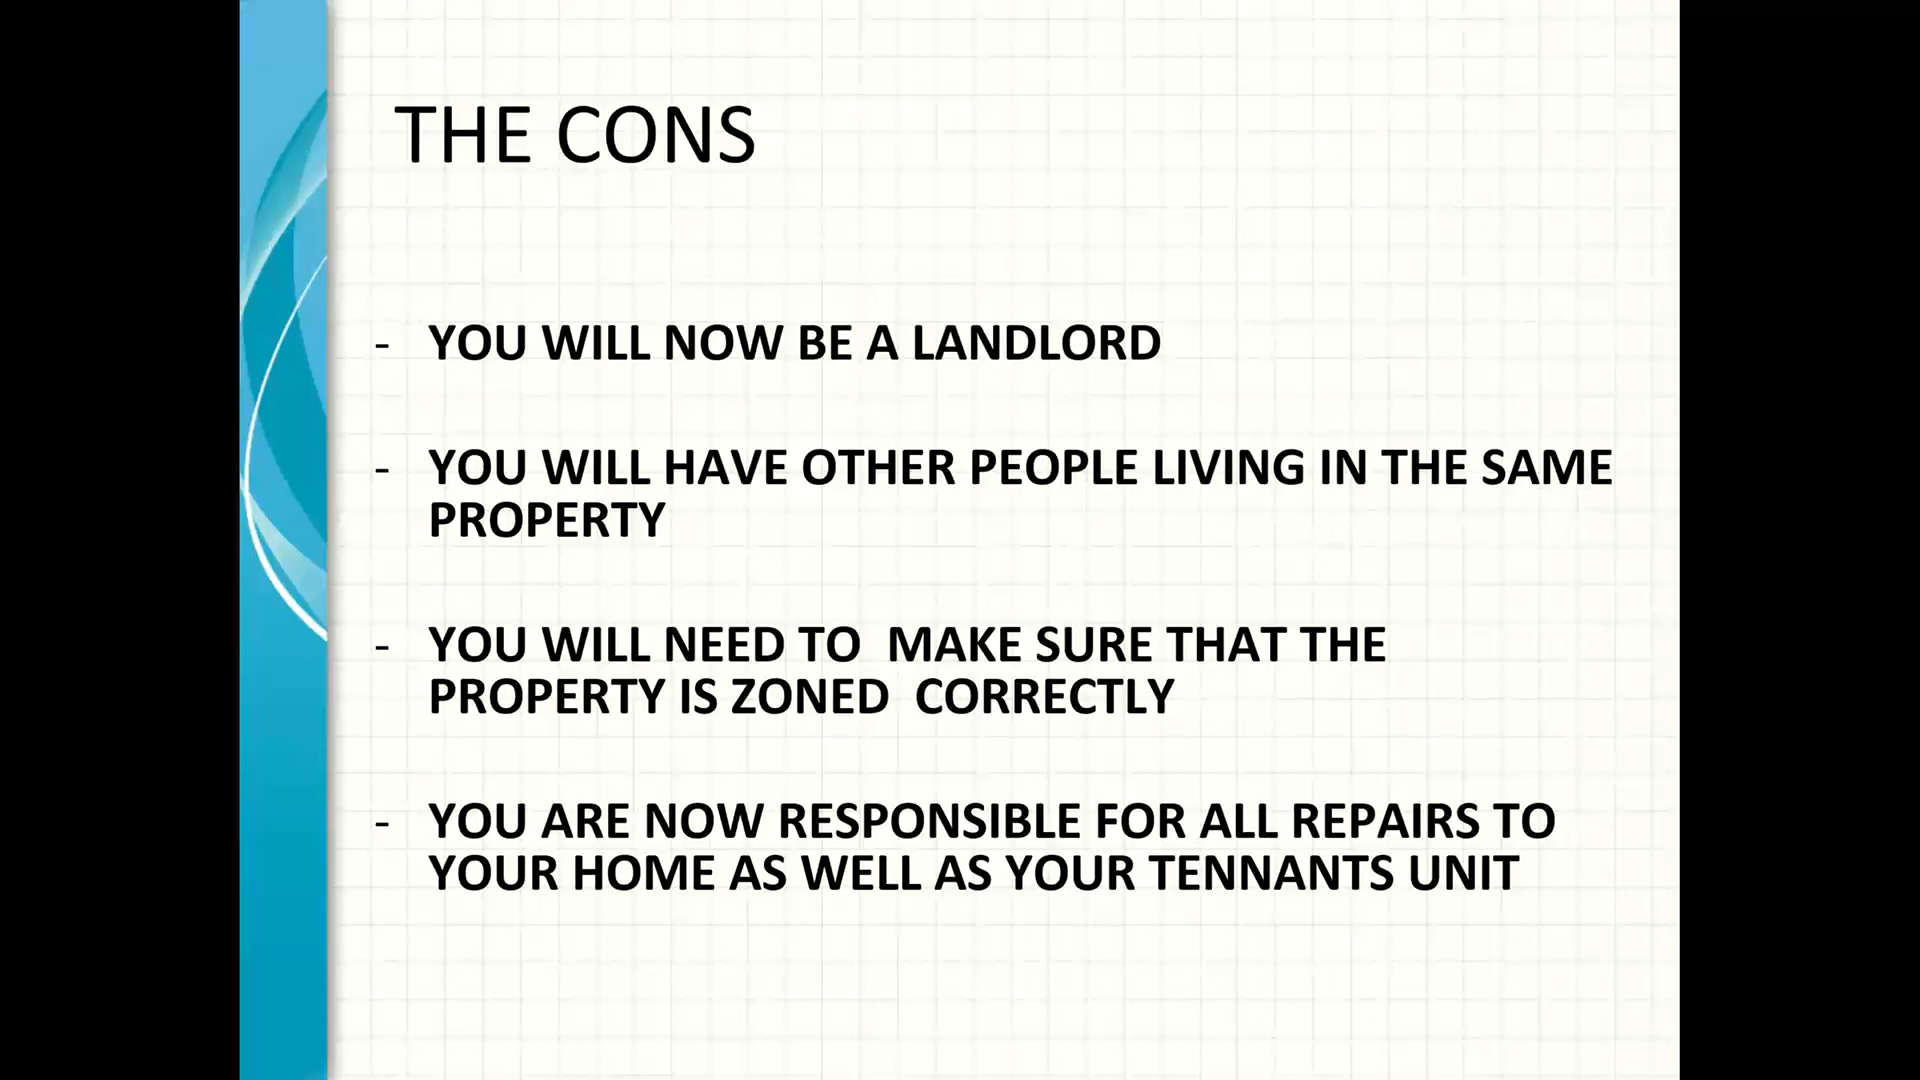 THE CONS
- YOU WILL NOW BE A LANDLORD
- YOU WILL HAVE OTHER PEOPLE LIVING IN THE SAME
PROPERTY
- YOU WILL NEED TO  MAKE SURE THAT THE
PROPERTY IS ZONED  CORRECTLY
- YOU ARE NOW RESPONSIBLE FOR ALL REPAIRS TO
YOUR HOME AS WELL AS YOUR TENNANTS UNIT